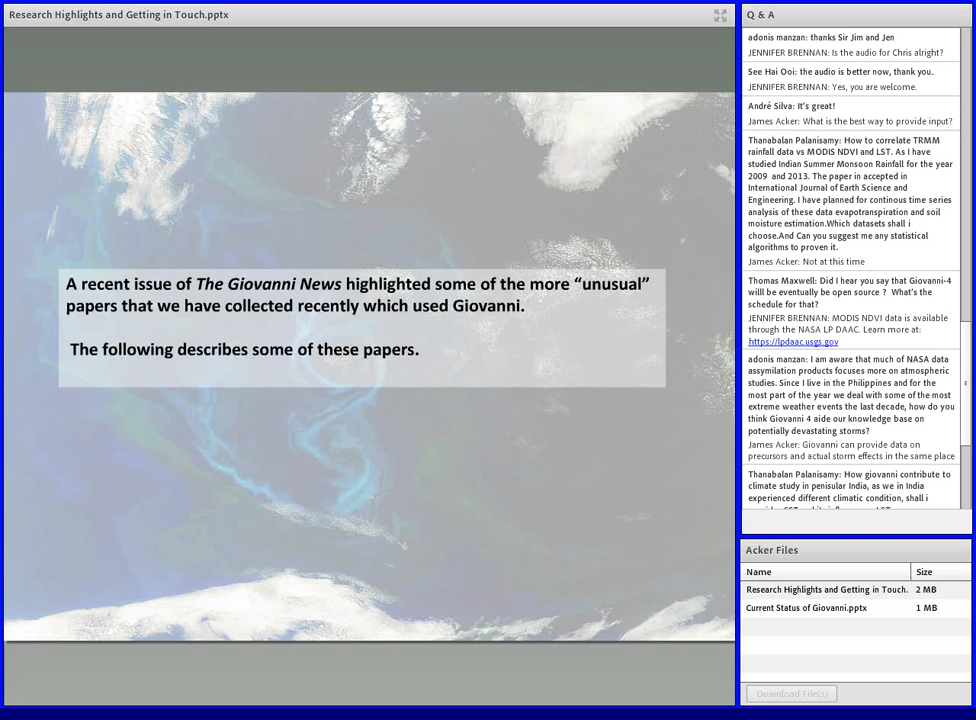 Research Highlights and Getting in Touch.pptx
A recent issue of The Giovanni News highlighted some of the more “unusual”
papers that we have collected recently which used Giovanni.
The following describes some of these papers.
Q & A
adonis manzan: thanks Sir Jim and Jen
JENNIFER BRENNAN: Is the audio for Chris alright?
See Hai Ooi: the audio is better now, thank you.
JENNIFER BRENNAN: Yes, you are welcome.
André Silva: It's great!
James Acker: What is the best way to provide input?
Thanabalan Palanisamy: How to correlate TRMM
rainfall data vs MODIS NDVI and LST. As I have
studied Indian Summer Monsoon Rainfall for the year
2009 and 2013. The paper in accepted in
International Journal of Earth Science and
Engineering. I have planned for continous time series
analysis of these data evapotranspiration and soil
moisture estimation.Which datasets shall i
choose.And Can you suggest me any statistical
algorithms to proven it.
James Acker: Not at this time
Thomas Maxwell: Did I hear you say that Giovanni-4
willl be eventually be open source ? What's the
schedule for that?
JENNIFER BRENNAN: MODIS NDVI data is available
through the NASA LP DAAC. Learn more at:
https://lpdaac.usgs.gov
adonis manzan: I am aware that much of NASA data
assymilation products focuses more on atmospheric
studies. Since I live in the Philippines and for the
most part of the year we deal with some of the most
extreme weather events the last decade, how do you
think Giovanni 4 aide our knowledge base on
potentially devastating storms?
James Acker: Giovanni can provide data on
precursors and actual storm effects in the same place
Thanabalan Palanisamy: How giovanni contribute to
climate study in penisular India, as we in India
experienced different climatic condition, shall i
Acker Files
Name Size
Research Highlights and Getting in Touch. 2 MB
Current Status of Giovanni.pptx 1 MB
Download File(s)